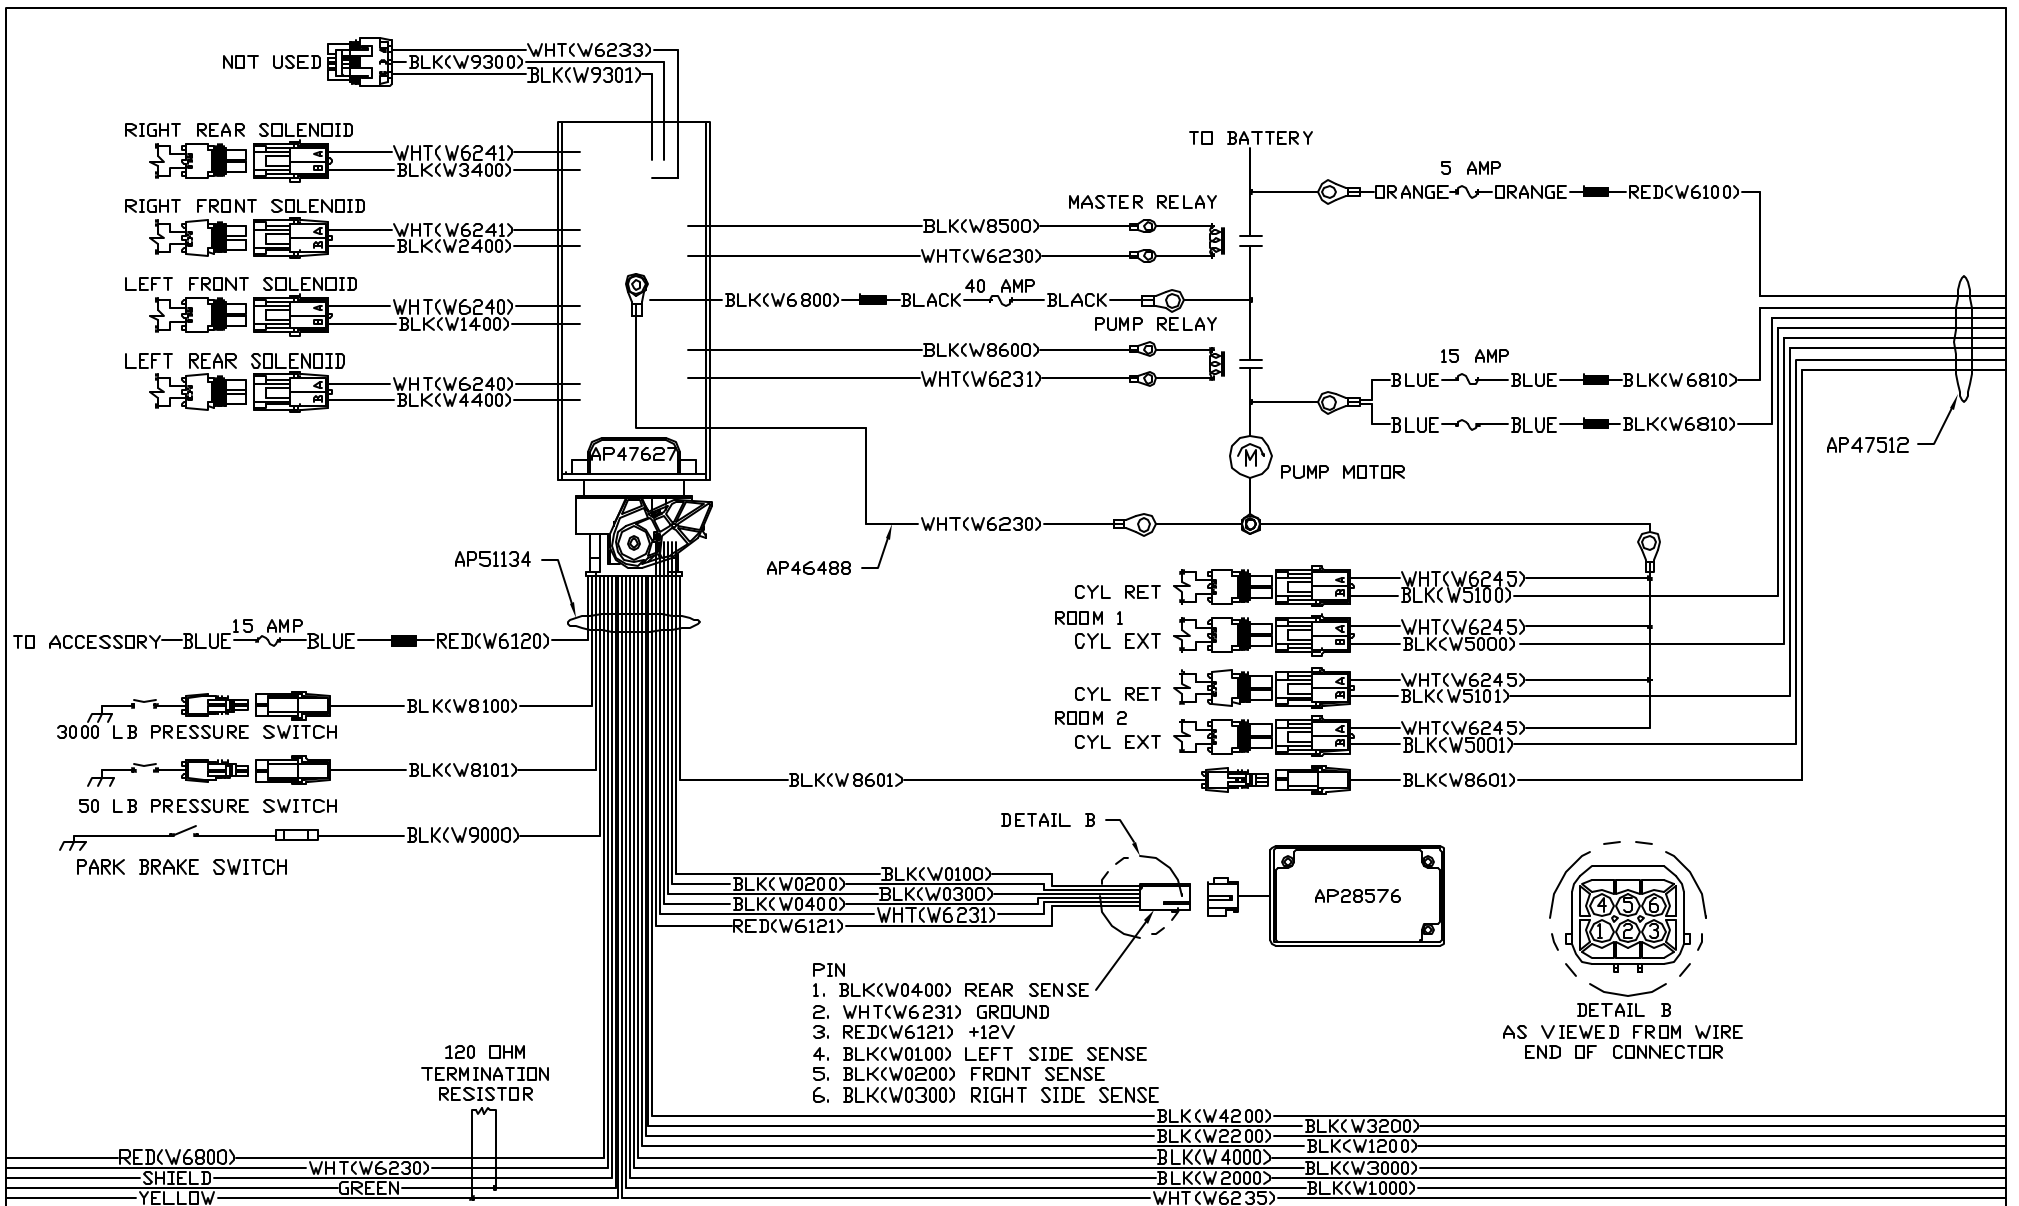 NOT USED
WHT(W6233)
BLK(W9300)
BLK(W9301)
RIGHT REAR SOLENOID
A
B
WHT(W6241)
BLK(W3400)
RIGHT FRONT SOLENOID
A
B
WHT(W6241)
BLK(W2400)
LEFT FRONT SOLENOID
A
B
WHT(W6240)
BLK(W1400)
LEFT REAR SOLENOID
A
B
WHT(W6240)
BLK(W4400)
AP47627
TO BATTERY
MASTER RELAY
BLK(W8500)
WHT(W6230)
BLK(W6800)
BLACK
40 AMP
BLACK
PUMP RELAY
BLK(W8600)
WHT(W6231)
5 AMP
ORANGE
ORANGE
RED(W6100)
15 AMP
BLUE
BLUE
BLK(W6810)
BLUE
BLUE
BLK(W6810)
AP47512
M
PUMP MOTOR
WHT(W6230)
AP46488
AP51134
TO ACCESSORY
BLUE
15 AMP
BLUE
RED(W6120)
BLK(W8100)
3000 LB PRESSURE SWITCH
BLK(W8101)
50 LB PRESSURE SWITCH
BLK(W9000)
PARK BRAKE SWITCH
CYL RET
A
B
WHT(W6245)
BLK(W5100)
ROOM 1
CYL EXT
A
B
WHT(W6245)
BLK(W5000)
CYL RET
A
B
WHT(W6245)
BLK(W5101)
ROOM 2
CYL EXT
A
B
WHT(W6245)
BLK(W5001)
BLK(W8601)
BLK(W8601)
DETAIL B
BLK(W0100)
BLK(W0200)
BLK(W0300)
BLK(W0400)
WHT(W6231)
RED(W6121)
AP28576
4 5 6
1 2 3
DETAIL B
AS VIEWED FROM WIRE
END OF CONNECTOR
PIN
1. BLK(W0400) REAR SENSE
2. WHT(W6231) GROUND
3. RED(W6121) +12V
4. BLK(W0100) LEFT SIDE SENSE
5. BLK(W0200) FRONT SENSE
6. BLK(W0300) RIGHT SIDE SENSE
120 OHM
TERMINATION
RESISTOR
RED(W6800)
WHT(W6230)
SHIELD
GREEN
YELLOW
BLK(W4200)
BLK(W3200)
BLK(W2200)
BLK(W1200)
BLK(W4000)
BLK(W3000)
BLK(W2000)
BLK(W1000)
WHT(W6235)